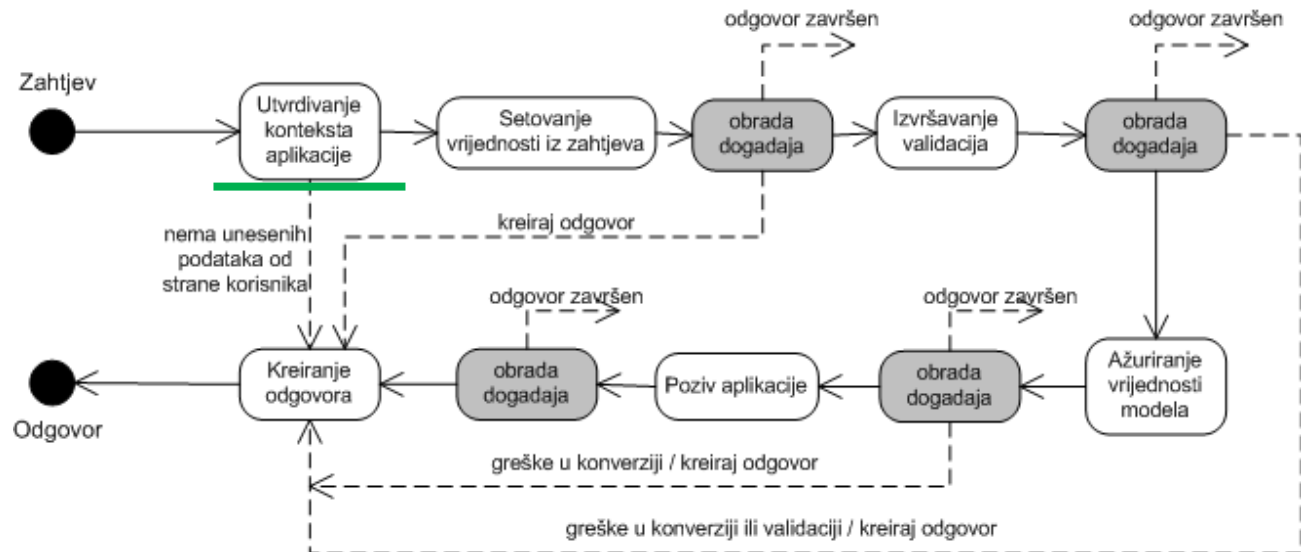 odgovor završen
odgovor završen
Zahtjev
Utvrdivanje
konteksta
aplikacije
Setovanje
vrijednosti iz zahtjeva
obrada
dogadaja
Izvršavanje
validacija
obrada
dogadaja
kreiraj odgovor
nema unesenih
podataka od
strane korisnika
odgovor završen
odgovor završen
Kreiranje
odgovora
obrada
dogadaja
Poziv aplikacije
obrada
dogadaja
Ažuriranje
vrijednosti
modela
Odgovor
greške u konverziji / kreiraj odgovor
greške u konverziji ili validaciji / kreiraj odgovor